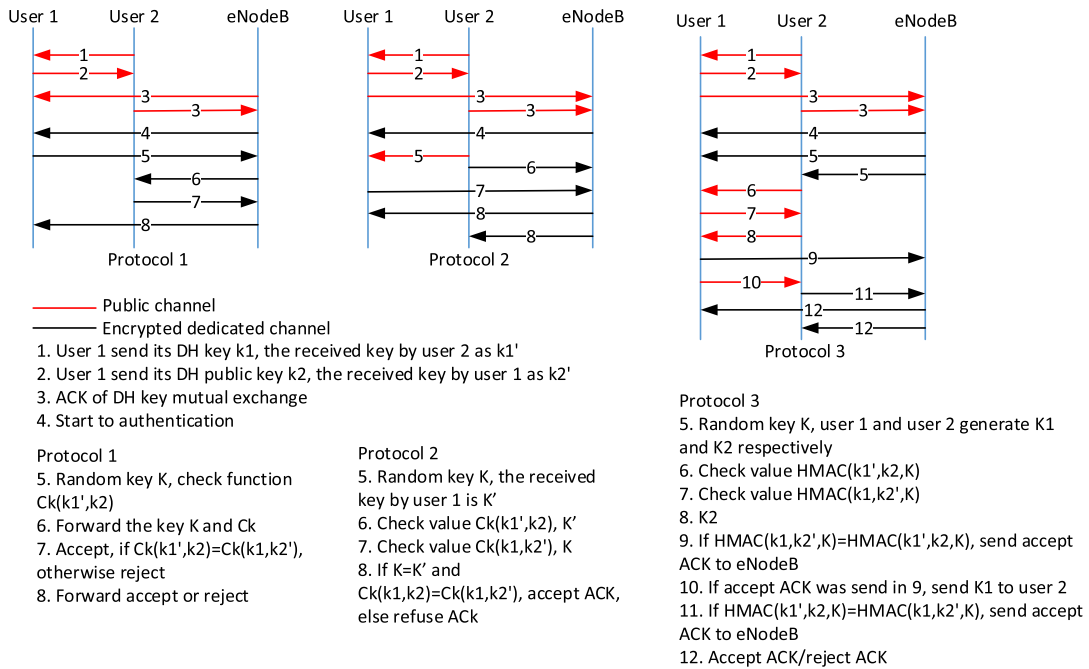 User 1 User 2 eNodeB
1
2
3
3
4
5
6
7
8
Protocol 1
User 1 User 2 eNodeB
1
2
3
3
4
5
6
7
8
8
Protocol 2
User 1 User 2 eNodeB
1
2
3
3
4
5
5
6
7
8
9
10
11
12
12
Protocol 3
Public channel
Encrypted dedicated channel
1. User 1 send its DH key k1, the received key by user 2 as k1'
2. User 1 send its DH public key k2, the received key by user 1 as k2'
3. ACK of DH key mutual exchange
4. Start to authentication
Protocol 1
5. Random key K, check function
Ck(k1',k2)
6. Forward the key K and Ck
7. Accept, if Ck(k1',k2)=Ck(k1,k2'),
otherwise reject
8. Forward accept or reject
Protocol 2
5. Random key K, the received
key by user 1 is K’
6. Check value Ck(k1',k2), K’
7. Check value Ck(k1,k2'), K
8. If K=K’ and
Ck(k1,k2)=Ck(k1,k2'), accept ACK,
else refuse ACk
Protocol 3
5. Random key K, user 1 and user 2 generate K1
and K2 respectively
6. Check value HMAC(k1',k2,K)
7. Check value HMAC(k1,k2',K)
8. K2
9. If HMAC(k1,k2',K)=HMAC(k1',k2,K), send accept
ACK to eNodeB
10. If accept ACK was send in 9, send K1 to user 2
11. If HMAC(k1',k2,K)=HMAC(k1,k2',K), send accept
ACK to eNodeB
12. Accept ACK/reject ACK